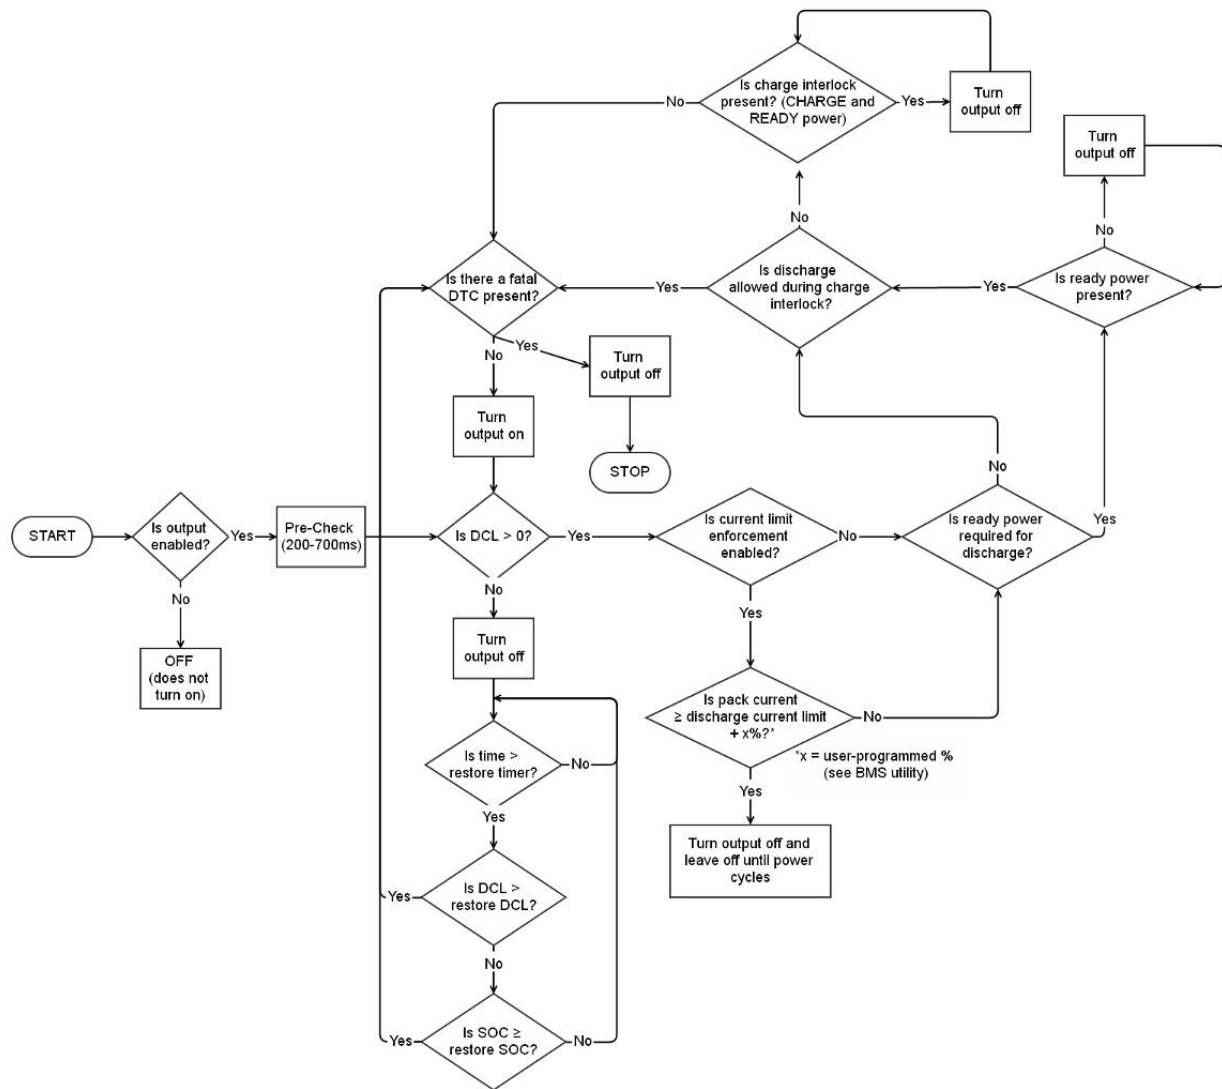 Is charge interlock
present? (CHARGE and
READY power)
No
Yes
Turn
output off
Turn
output off
No
No
Is there a fatal
DTC present?
Yes
Is discharge
allowed during charge
interlock?
Yes
Is ready power
present?
No
Yes
Turn
output off
Turn
output on
STOP
No
Yes
START
Is output
enabled?
Yes
Pre-Check
(200-700ms)
Is DCL > 0?
Yes
Is current limit
enforcement
enabled?
No
Is ready power
required for
discharge?
No
No
Yes
OFF
(does not
turn on)
Turn
output off
Is pack current
≥ discharge current limit
+ x%?*
No
*x = user-programmed %
(see BMS utility)
Yes
Turn output off and
leave off until power
cycles
Is time >
restore timer?
No
Yes
Is DCL >
restore DCL?
Yes
No
Is SOC ≥
restore SOC?
Yes
No